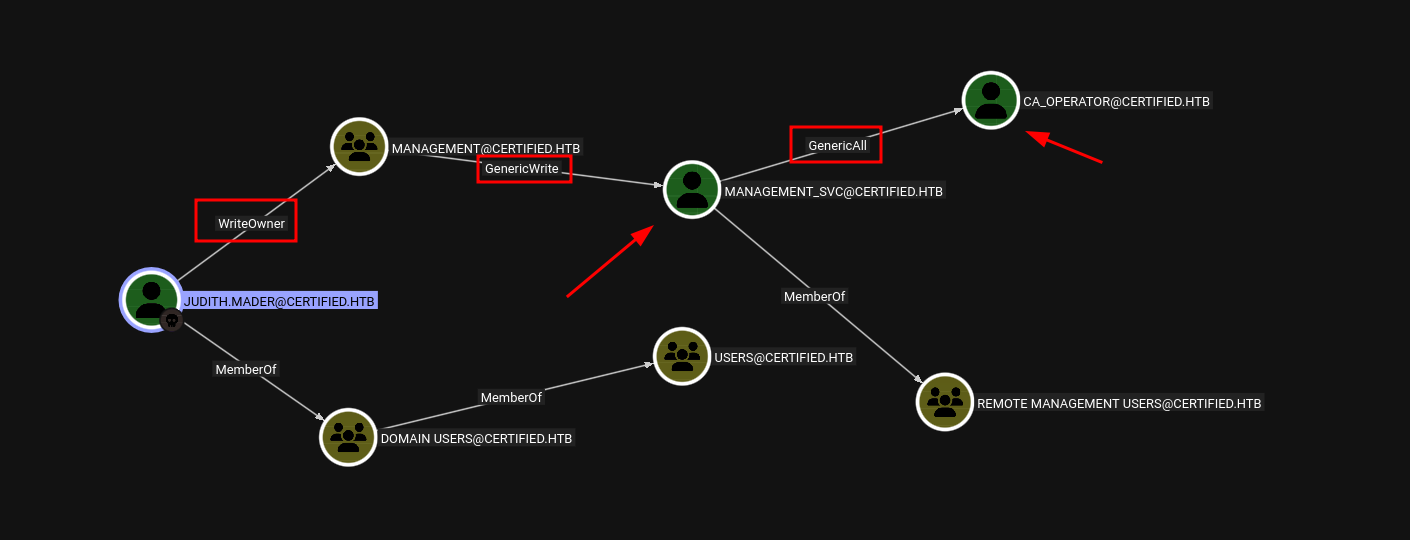 CA_OPERATOR@CERTIFIED.HTB
MANAGEMENT@CERTIFIED.HTB
GenericAll
GenericWrite
MANAGEMENT_SVC@CERTIFIED.HTB
WriteOwner
MemberOf
JUDITH.MADER@CERTIFIED.HTB
USERS@CERTIFIED.HTB
MemberOf
MemberOf
REMOTE MANAGEMENT USERS@CERTIFIED.HTB
DOMAIN USERS@CERTIFIED.HTB